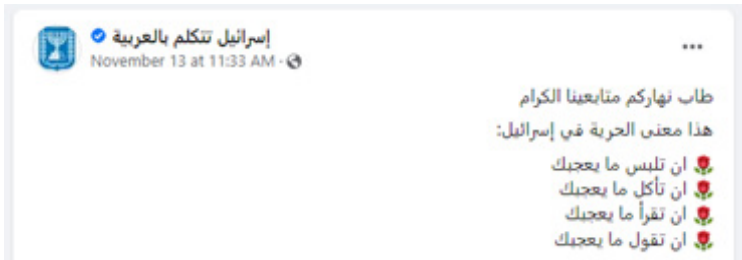 إسرائيل تتكلم بالعربية
November 13 at 11:33 AM ·
طاب نهاركم متابعينا الكرام
هذا معنى الحرية في إسرائيل:
🌹 ان تلبس ما يعجبك
🌹 ان تأكل ما يعجبك
🌹 ان تقرأ ما يعجبك
🌹 ان تقول ما يعجبك